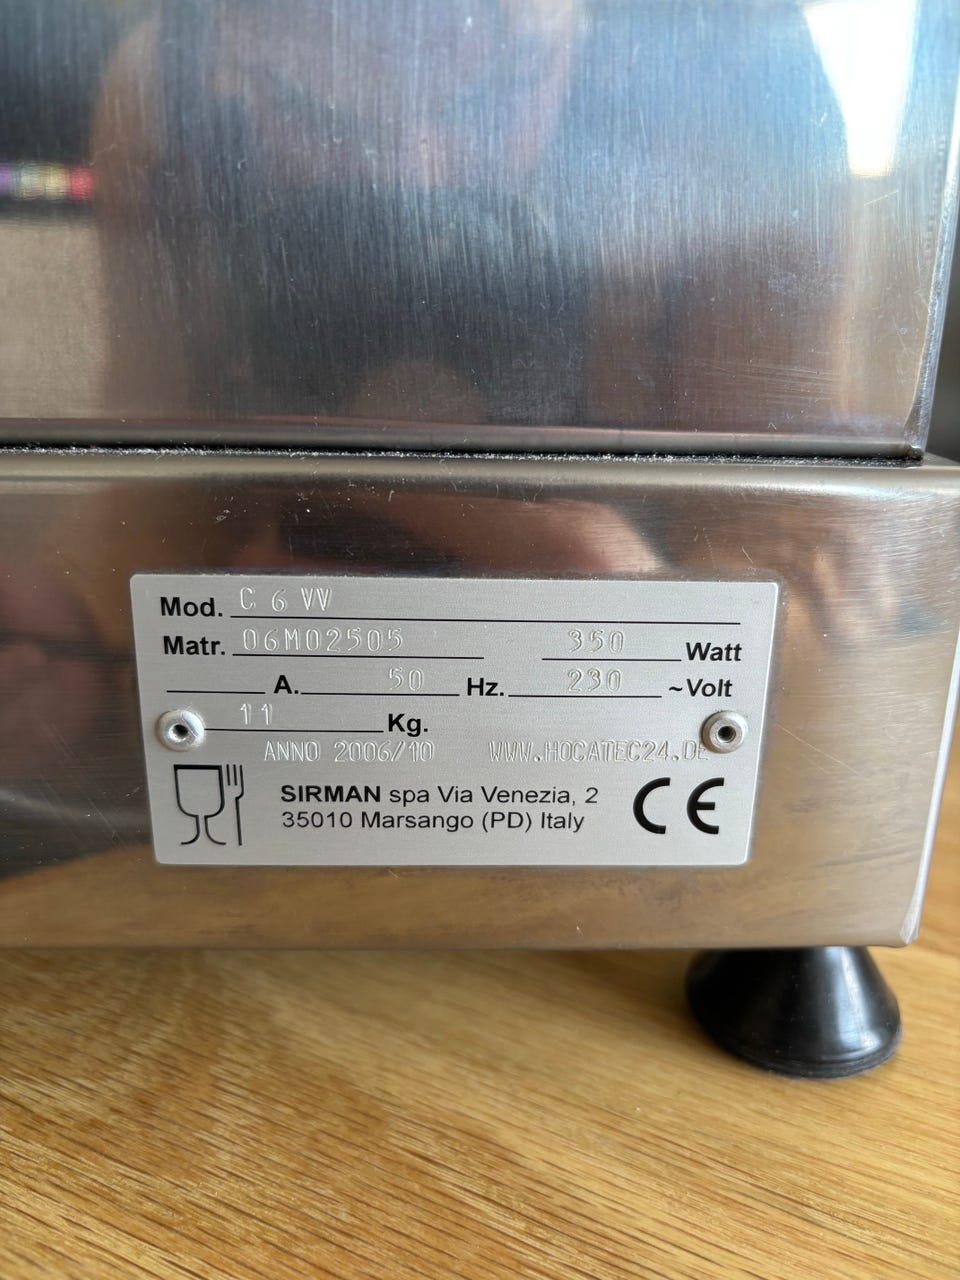 Mod. C 6 VV
Matr. 06M02505 350 Watt
A. 50 Hz. 230 ~Volt
11 Kg.
ANNO 2006/10 WWW.HOCATEC24.DE
SIRMAN spa Via Venezia, 2
35010 Marsango (PD) Italy
CE